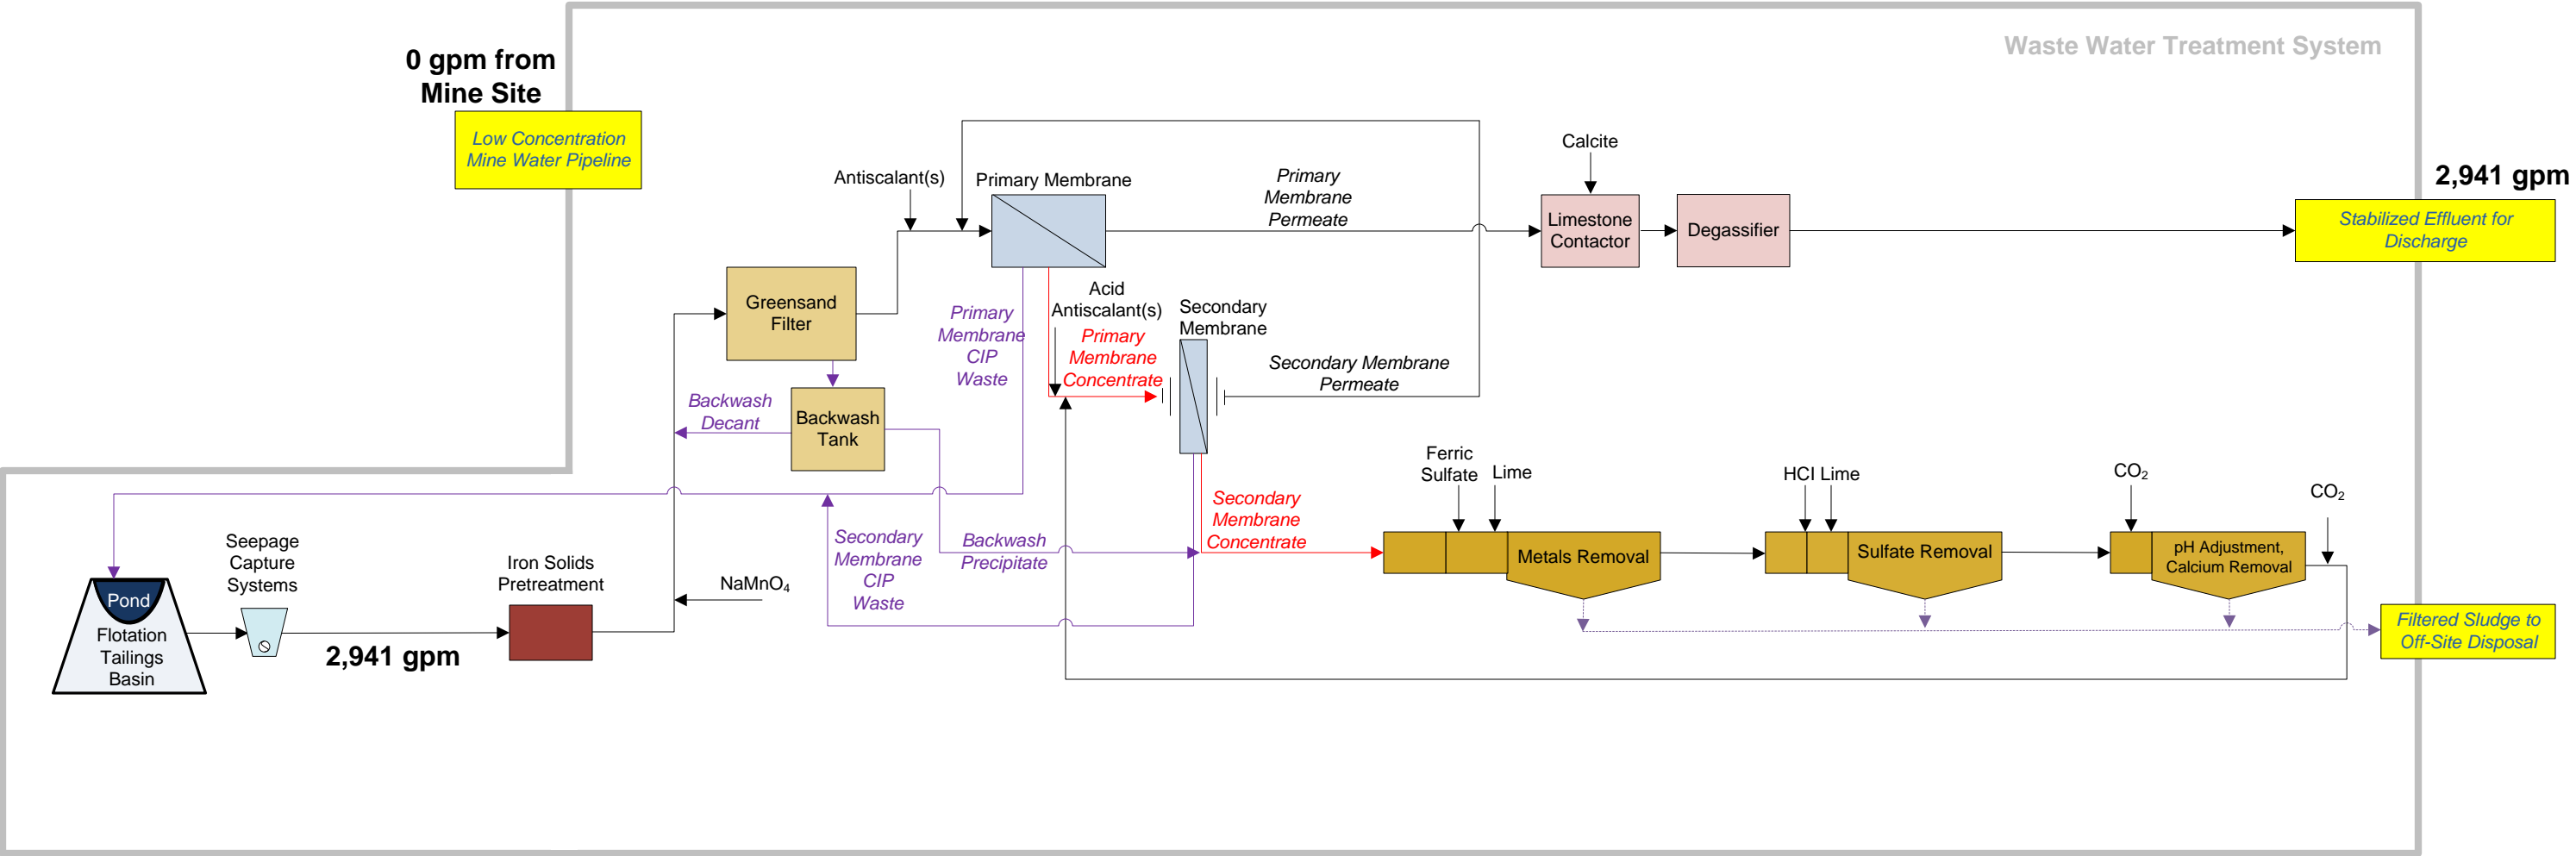 Waste Water Treatment System
0 gpm from
Mine Site
Low Concentration
Mine Water Pipeline
Antiscalant(s)
Primary Membrane
Primary
Membrane
Permeate
Calcite
Limestone
Contactor
Degassifier
2,941 gpm
Stabilized Effluent for
Discharge
Greensand
Filter
Primary
Membrane
CIP
Waste
Acid
Antiscalant(s)
Primary
Membrane
Concentrate
Secondary
Membrane
Secondary Membrane
Permeate
Backwash
Decant
Backwash
Tank
Ferric
Sulfate
Lime
HCl Lime
CO₂
CO₂
Secondary
Membrane
Concentrate
Metals Removal
Sulfate Removal
pH Adjustment,
Calcium Removal
Secondary
Membrane
CIP
Waste
Backwash
Precipitate
Seepage
Capture
Systems
Iron Solids
Pretreatment
NaMnO₄
Pond
Flotation
Tailings
Basin
2,941 gpm
Filtered Sludge to
Off-Site Disposal